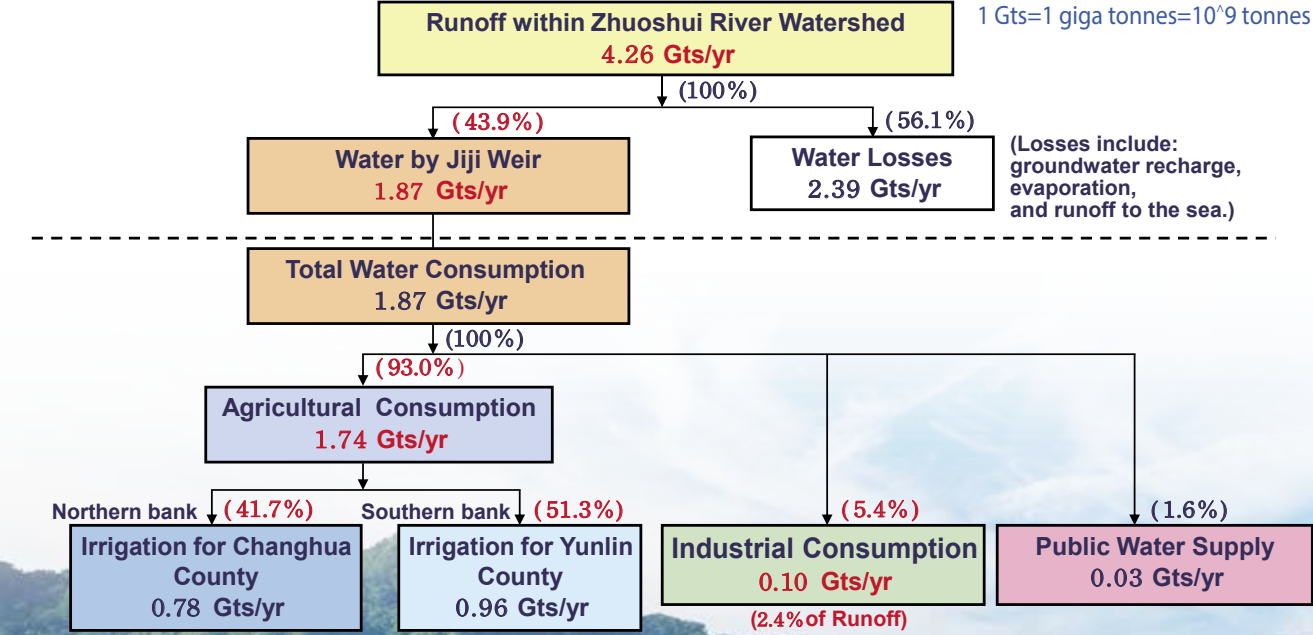 1 Gts=1 giga tonnes=10^9 tonnes
Runoff within Zhuoshui River Watershed
4.26 Gts/yr
(100%)
(43.9%)
(56.1%)
Water by Jiji Weir
1.87 Gts/yr
Water Losses
2.39 Gts/yr
(Losses include:
groundwater recharge,
evaporation,
and runoff to the sea.)
Total Water Consumption
1.87 Gts/yr
(100%)
(93.0%)
Agricultural Consumption
1.74 Gts/yr
Northern bank (41.7%)
Southern bank (51.3%)
(5.4%)
(1.6%)
Irrigation for Changhua
County
0.78 Gts/yr
Irrigation for Yunlin
County
0.96 Gts/yr
Industrial Consumption
0.10 Gts/yr
(2.4% of Runoff)
Public Water Supply
0.03 Gts/yr